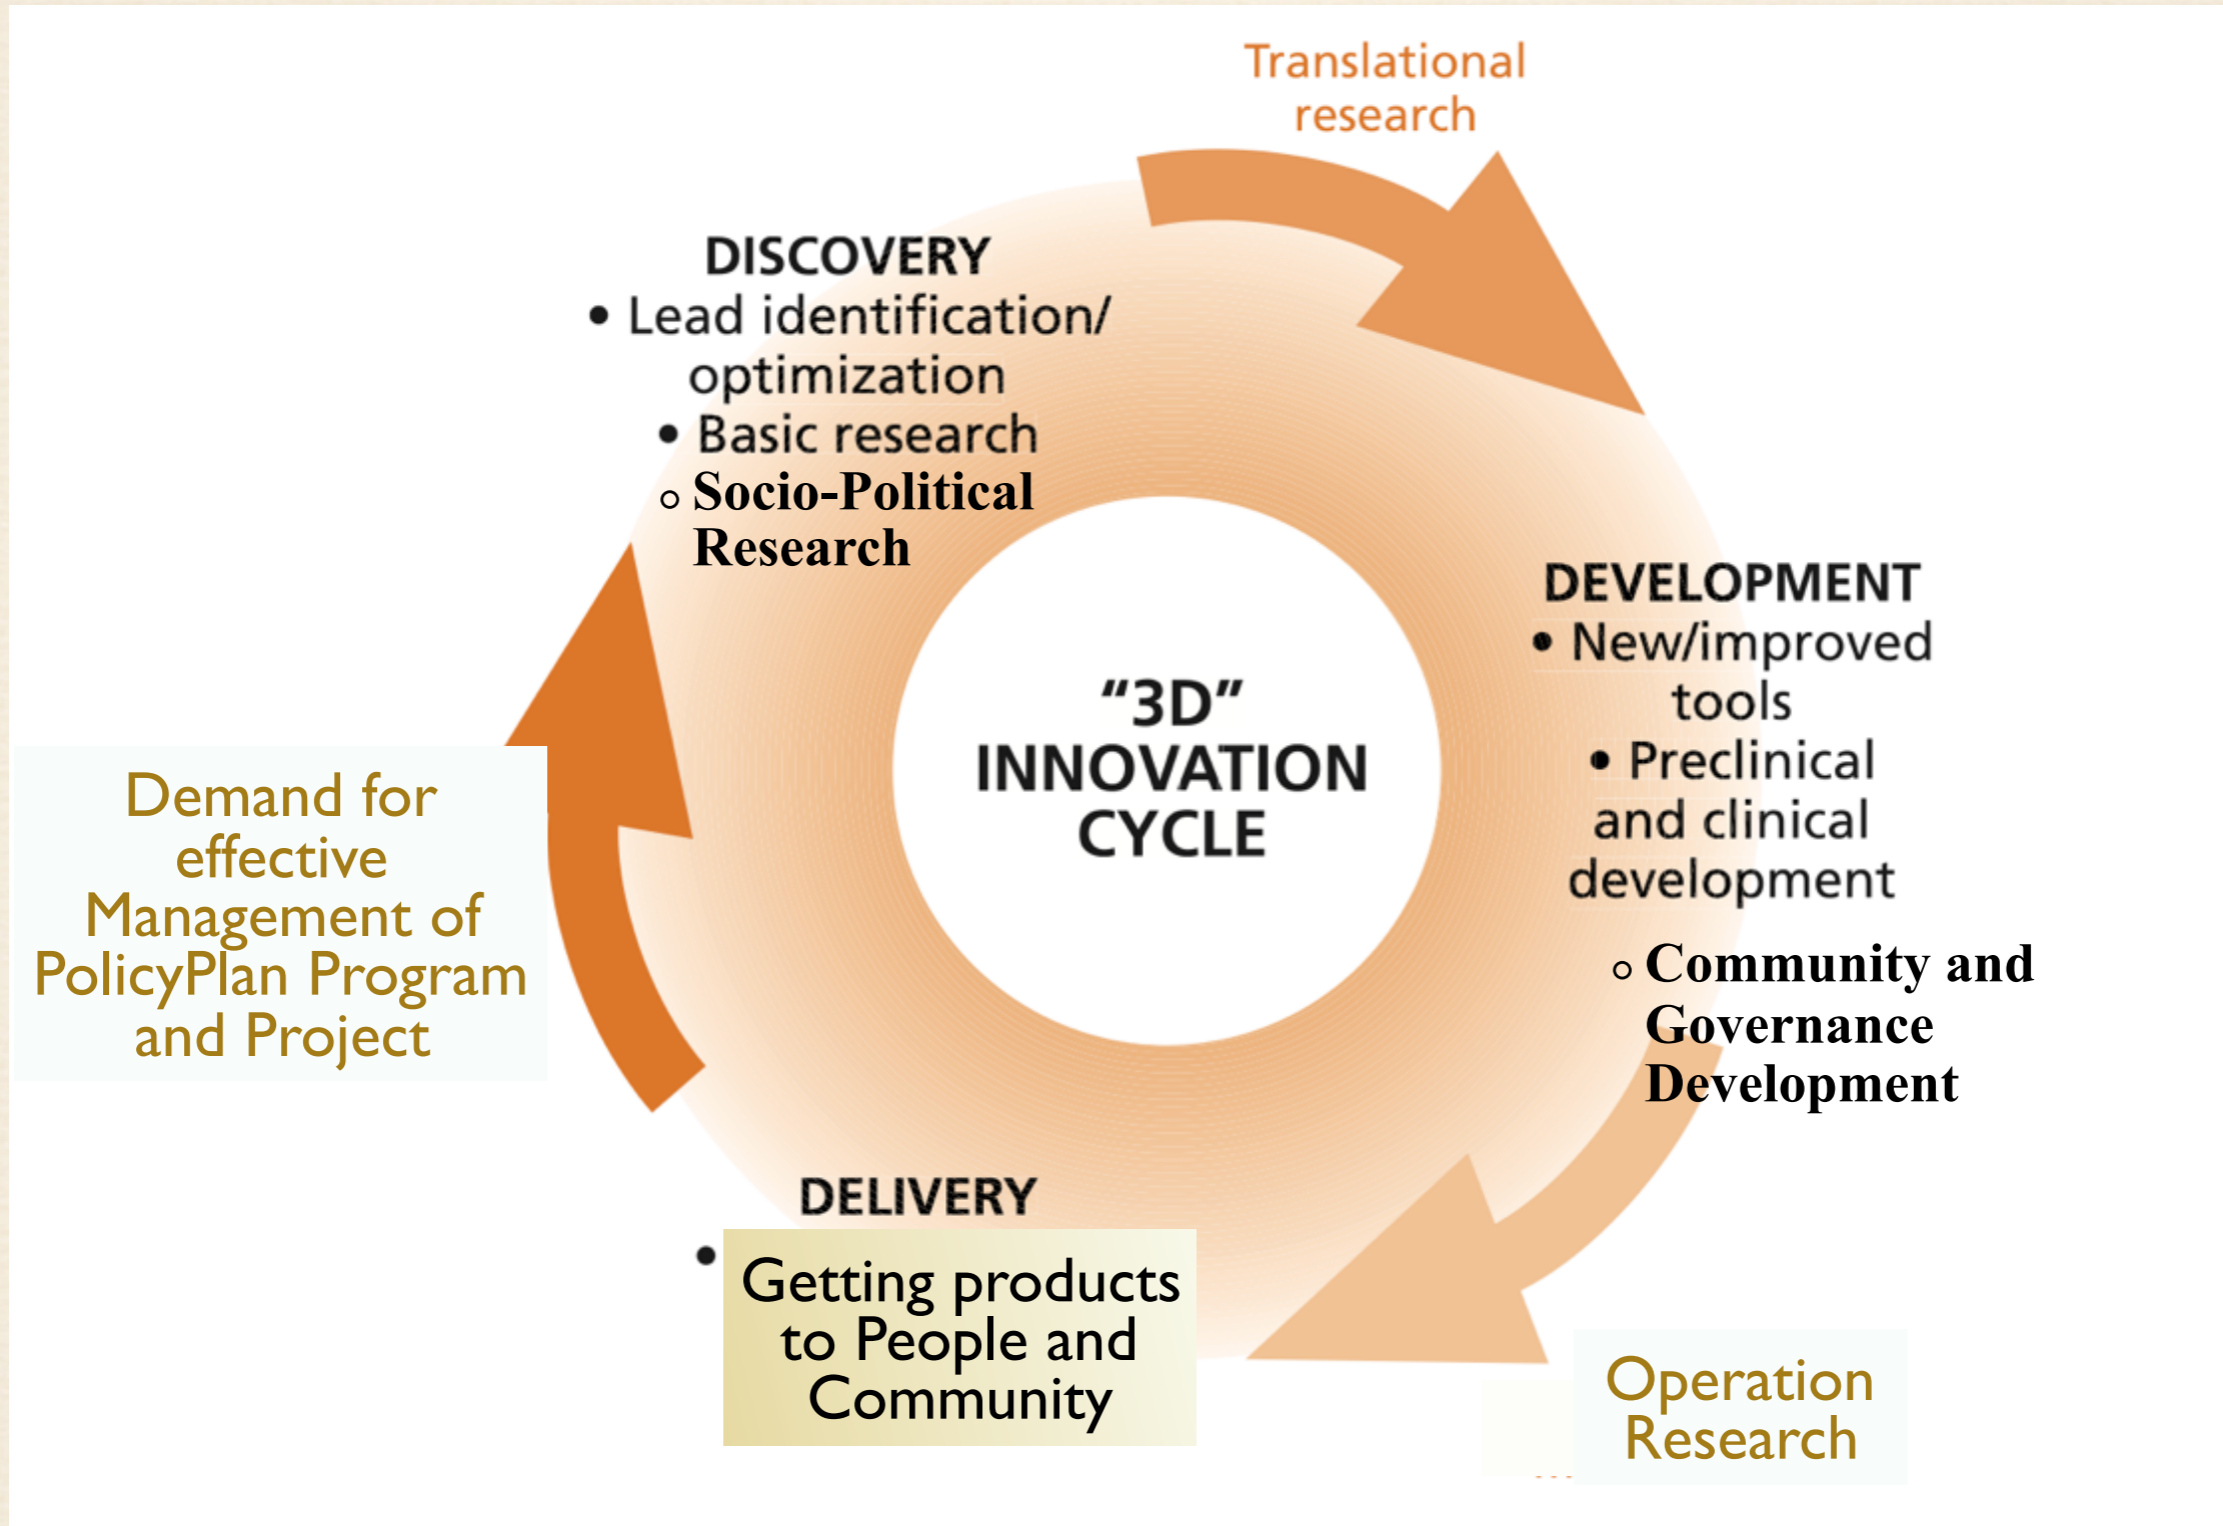 Translational
research
DISCOVERY
• Lead identification/
optimization
• Basic research
○ Socio-Political
Research
"3D"
INNOVATION
CYCLE
DEVELOPMENT
• New/improved
tools
• Preclinical
and clinical
development
○ Community and
Governance
Development
Demand for
effective
Management of
PolicyPlan Program
and Project
DELIVERY
• Getting products
to People and
Community
Operation
Research